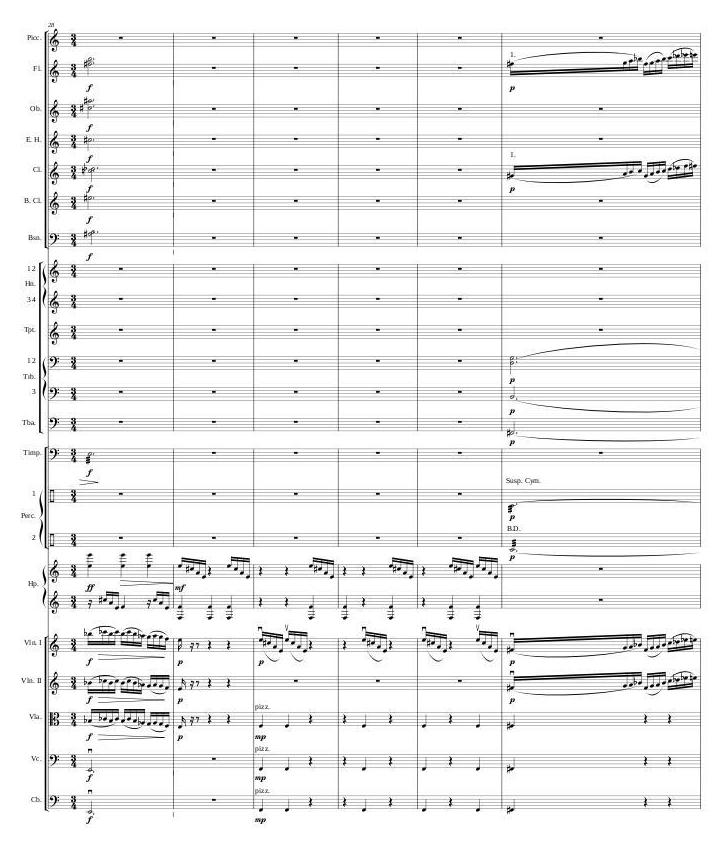 28
Picc.
Fl.
1.
f
p
Ob.
f
E. H.
f
1.
Cl.
f
p
B. Cl.
f
Bsn.
f
1 2
Hn.
3 4
Tpt.
1 2
Trb.
p
3
p
Tba.
p
Timp.
f
Susp. Cym.
1
p
Perc.
B.D.
2
p
Hp.
ff
mf
Vln. I
f
p
p
p
Vln. II
f
p
p
pizz.
Vla.
f
p
mp
pizz.
Vc.
f
mp
pizz.
Cb.
f
mp